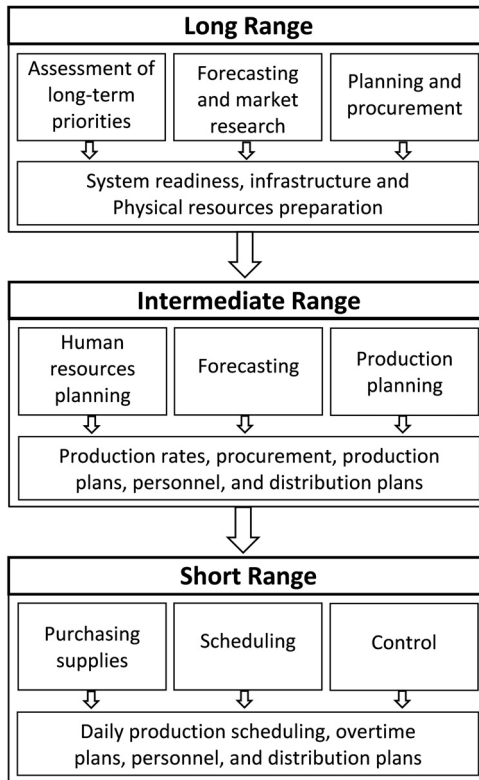 Long Range
Assessment of
long-term
priorities
Forecasting
and market
research
Planning and
procurement
System readiness, infrastructure and
Physical resources preparation
Intermediate Range
Human
resources
planning
Forecasting
Production
planning
Production rates, procurement, production
plans, personnel, and distribution plans
Short Range
Purchasing
supplies
Scheduling
Control
Daily production scheduling, overtime
plans, personnel, and distribution plans